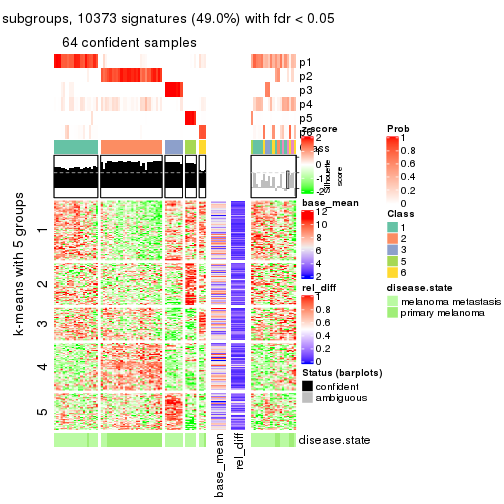 subgroups, 10373 signatures (49.0%) with fdr < 0.05
64 confident samples
p1
p2
p3
p4
p5
Class
z-score
2
1
0
-1
-2
Silhouette
score
base_mean
12
10
8
6
4
2
rel_diff
1
0.8
0.6
0.4
0.2
0
Status (barplots)
confident
ambiguous
Prob
1
0.8
0.6
0.4
0.2
0
Class
1
2
3
5
6
disease.state
melanoma metastasis
primary melanoma
k-means with 5 groups
1
2
3
4
5
disease.state
base_mean
rel_diff